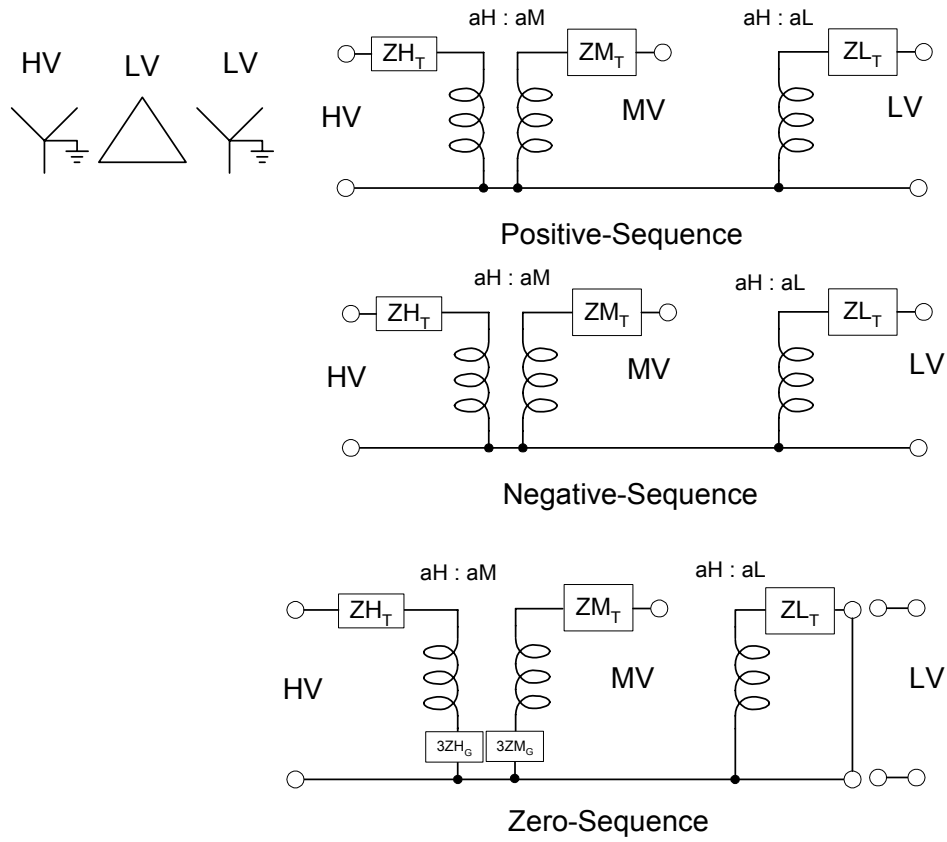 HV LV LV
aH : aM aH : aL
ZH_T ZM_T ZL_T
HV MV LV
Positive-Sequence
aH : aM aH : aL
ZH_T ZM_T ZL_T
HV MV LV
Negative-Sequence
aH : aM aH : aL
ZH_T ZM_T ZL_T
HV MV LV
3ZH_G 3ZM_G
Zero-Sequence